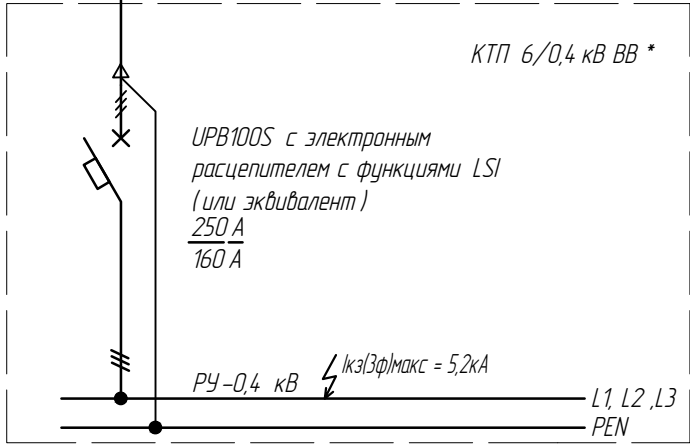 КТП 6/0,4 кВ ВВ *
UPB100S с электронным
расцепителем с функциями LSI
(или эквивалент)
250 А
160 А
РУ-0,4 кВ
Iкз(3ф)макс = 5,2кА
L1, L2 ,L3
PEN